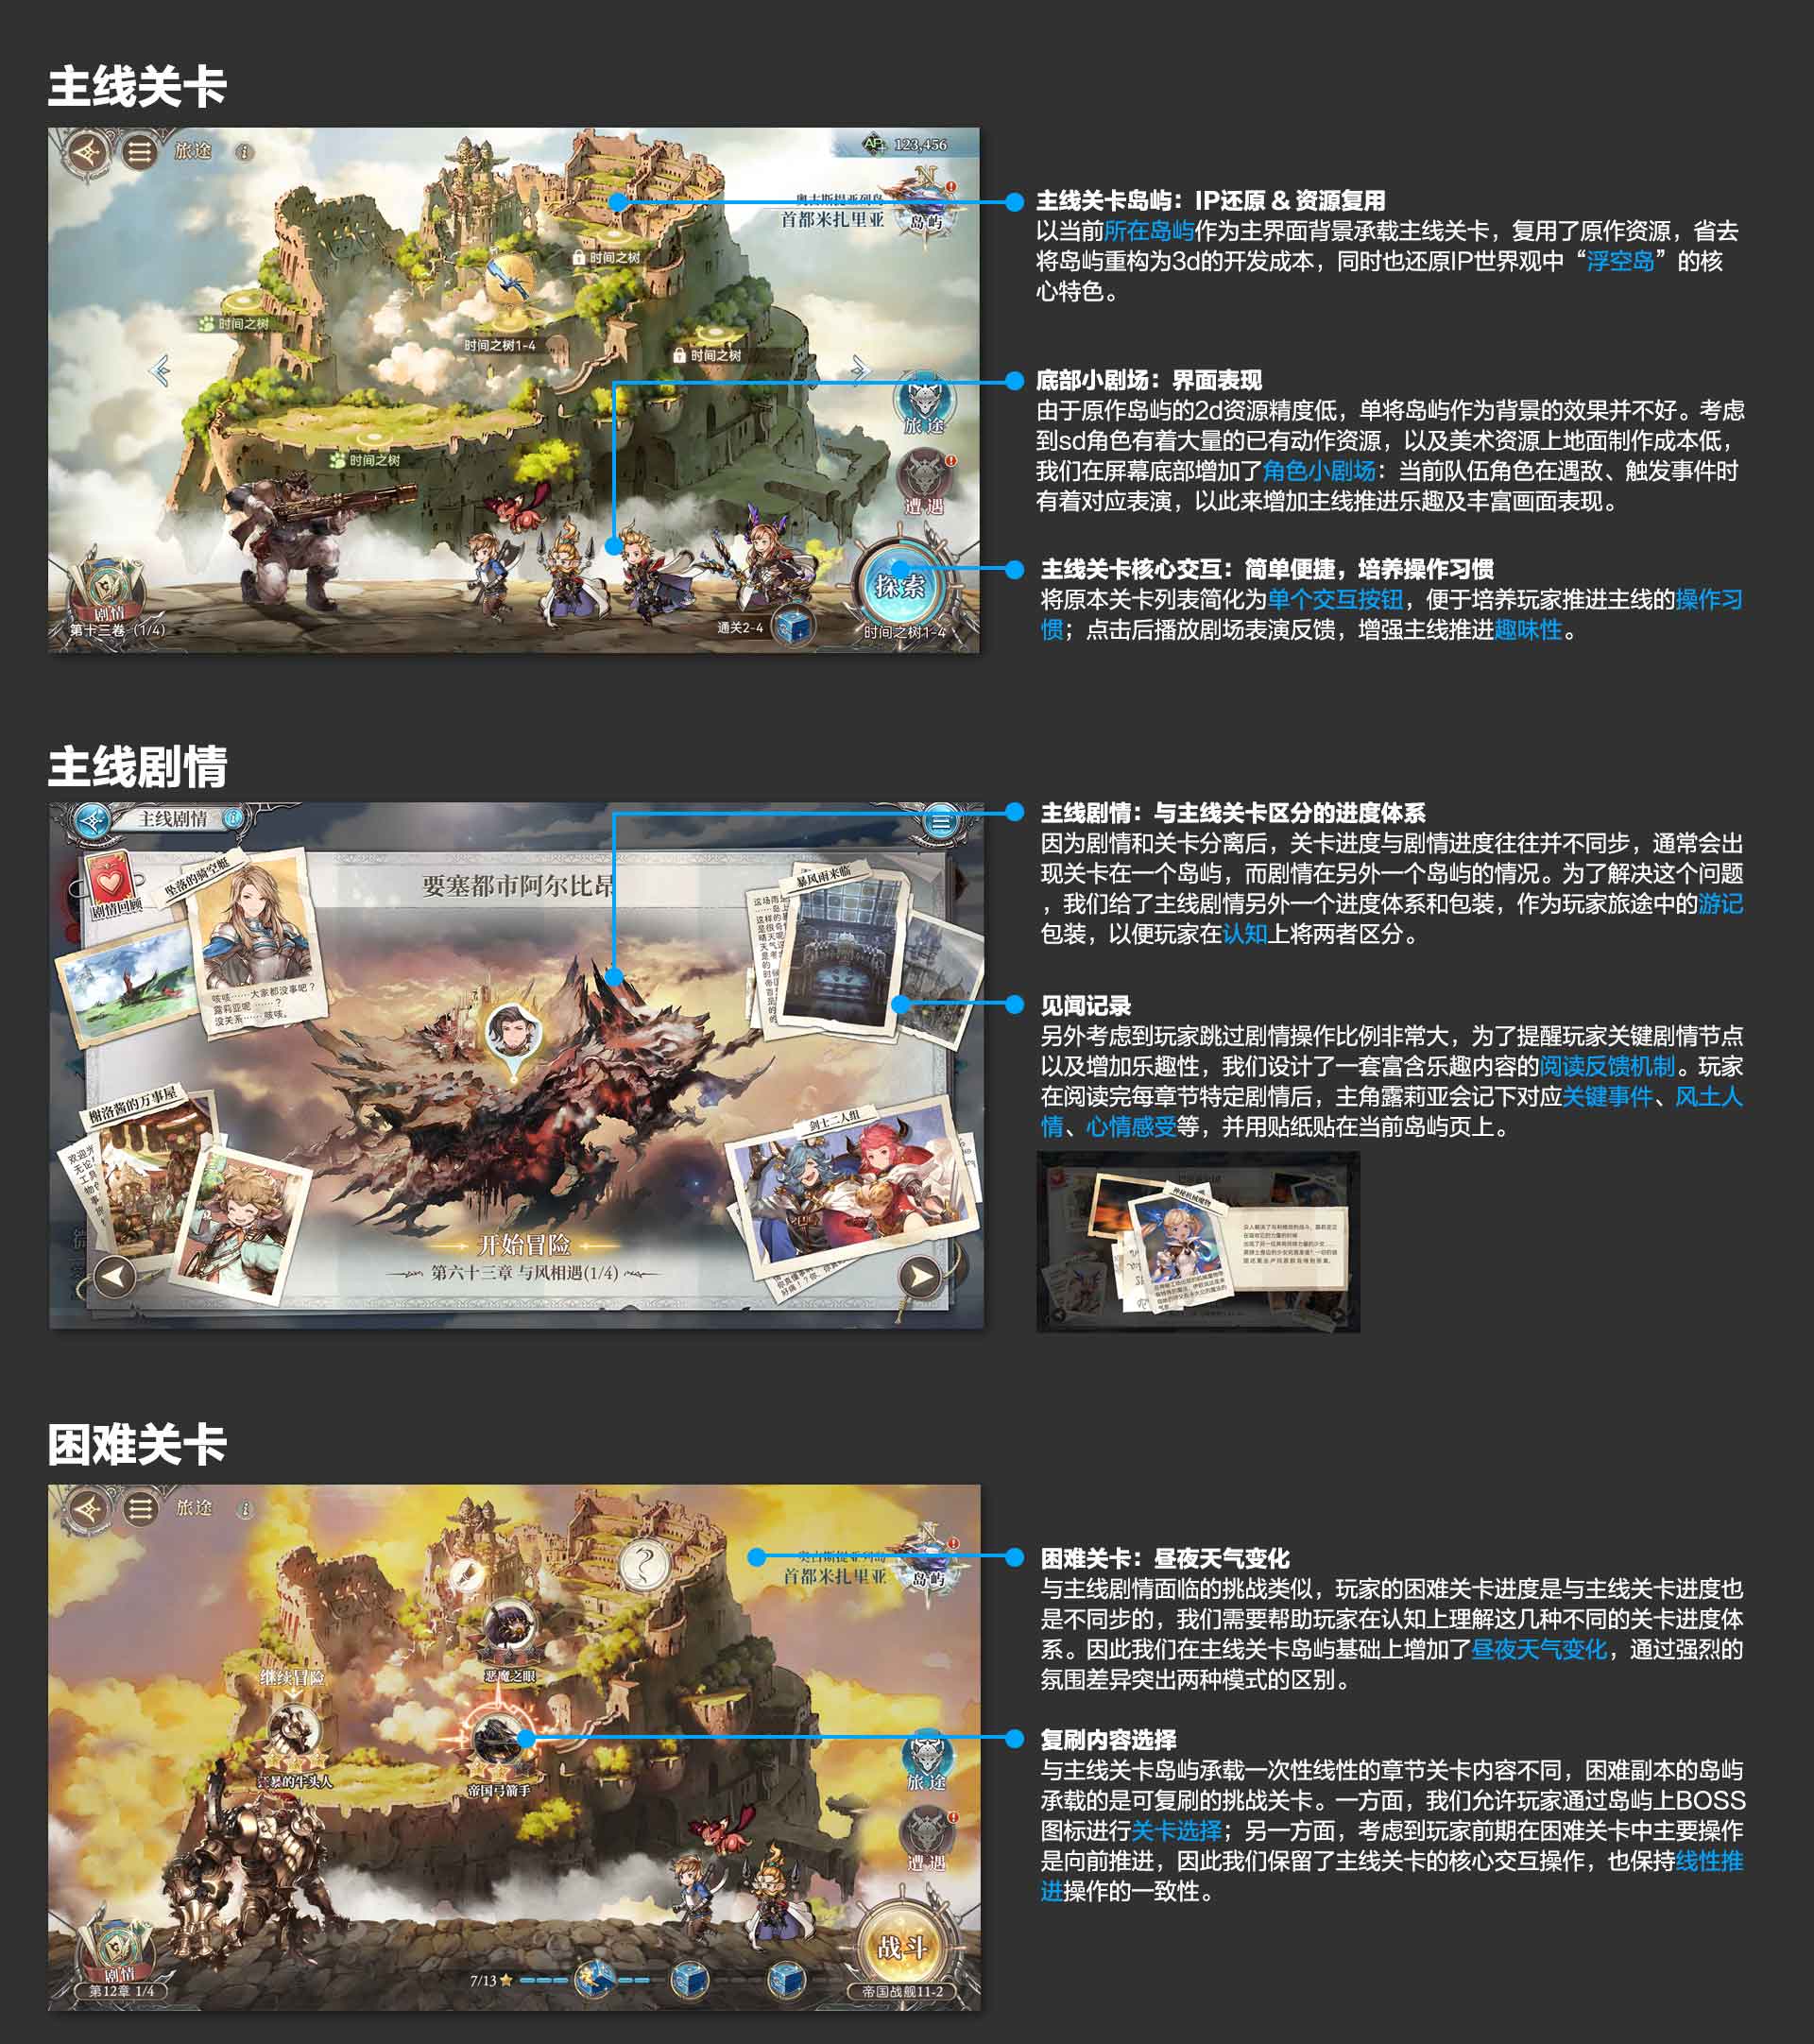 主线关卡
旅途
123,456
奥古斯提亚列岛
首都米扎里亚
岛屿
时间之树
时间之树
时间之树1-4
时间之树
时间之树
旅途
遭遇
探索
剧情
第十三卷 (1/4)
通关2-4
时间之树1-4
主线关卡岛屿：IP还原 & 资源复用
以当前所在岛屿作为主界面背景承载主线关卡，复用了原作资源，省去
将岛屿重构为3d的开发成本，同时也还原IP世界观中“浮空岛”的核
心特色。
底部小剧场：界面表现
由于原作岛屿的2d资源精度低，单将岛屿作为背景的效果并不好。考虑
到sd角色有着大量的已有动作资源，以及美术资源上地面制作成本低，
我们在屏幕底部增加了角色小剧场：当前队伍角色在遇敌、触发事件时
有着对应表演，以此来增加主线推进乐趣及丰富画面表现。
主线关卡核心交互：简单便捷，培养操作习惯
将原本关卡列表简化为单个交互按钮，便于培养玩家推进主线的操作习
惯；点击后播放剧场表演反馈，增强主线推进趣味性。
主线剧情
主线剧情
剧情回顾
坠落的骑空艇
要塞都市阿尔比昂
暴风雨来临
咳咳……大家都没事吧？
露莉亚呢……？
没关系……咳咳。
榭洛酱的万事屋
剑士二人组
开始冒险
第六十三章 与风相遇(1/4)
主线剧情：与主线关卡区分的进度体系
因为剧情和关卡分离后，关卡进度与剧情进度往往并不同步，通常会出
现关卡在一个岛屿，而剧情在另外一个岛屿的情况。为了解决这个问题
，我们给了主线剧情另外一个进度体系和包装，作为玩家旅途中的游记
包装，以便玩家在认知上将两者区分。
见闻记录
另外考虑到玩家跳过剧情操作比例非常大，为了提醒玩家关键剧情节点
以及增加乐趣性，我们设计了一套富含乐趣内容的阅读反馈机制。玩家
在阅读完每章节特定剧情后，主角露莉亚会记下对应关键事件、风土人
情、心情感受等，并用贴纸贴在当前岛屿页上。
困难关卡
旅途
首都米扎里亚
岛屿
恶魔之眼
继续冒险
暴的牛头人
帝国弓箭手
旅途
遭遇
战斗
剧情
第12章 1/4
7/13
帝国战舰11-2
困难关卡：昼夜天气变化
与主线剧情面临的挑战类似，玩家的困难关卡进度是与主线关卡进度也
是不同步的，我们需要帮助玩家在认知上理解这几种不同的关卡进度体
系。因此我们在主线关卡岛屿基础上增加了昼夜天气变化，通过强烈的
氛围差异突出两种模式的区别。
复刷内容选择
与主线关卡岛屿承载一次性线性的章节关卡内容不同，困难副本的岛屿
承载的是可复刷的挑战关卡。一方面，我们允许玩家通过岛屿上BOSS
图标进行关卡选择；另一方面，考虑到玩家前期在困难关卡中主要操作
是向前推进，因此我们保留了主线关卡的核心交互操作，也保持线性推
进操作的一致性。